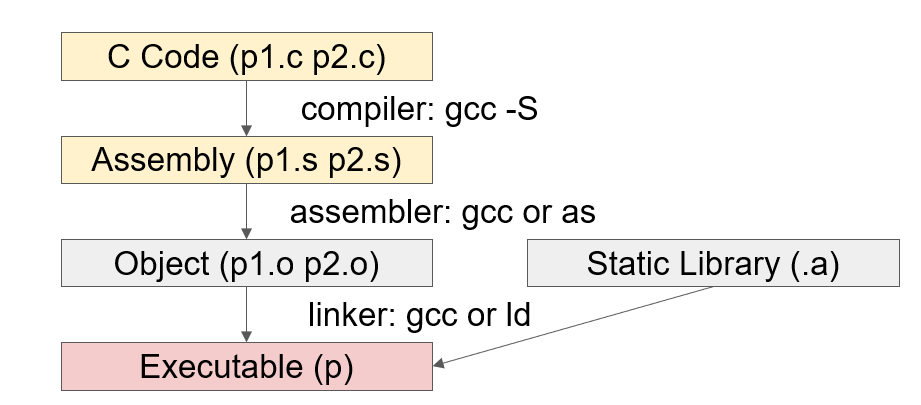 C Code (p1.c p2.c)
compiler: gcc -S
Assembly (p1.s p2.s)
assembler: gcc or as
Object (p1.o p2.o)
Static Library (.a)
linker: gcc or ld
Executable (p)